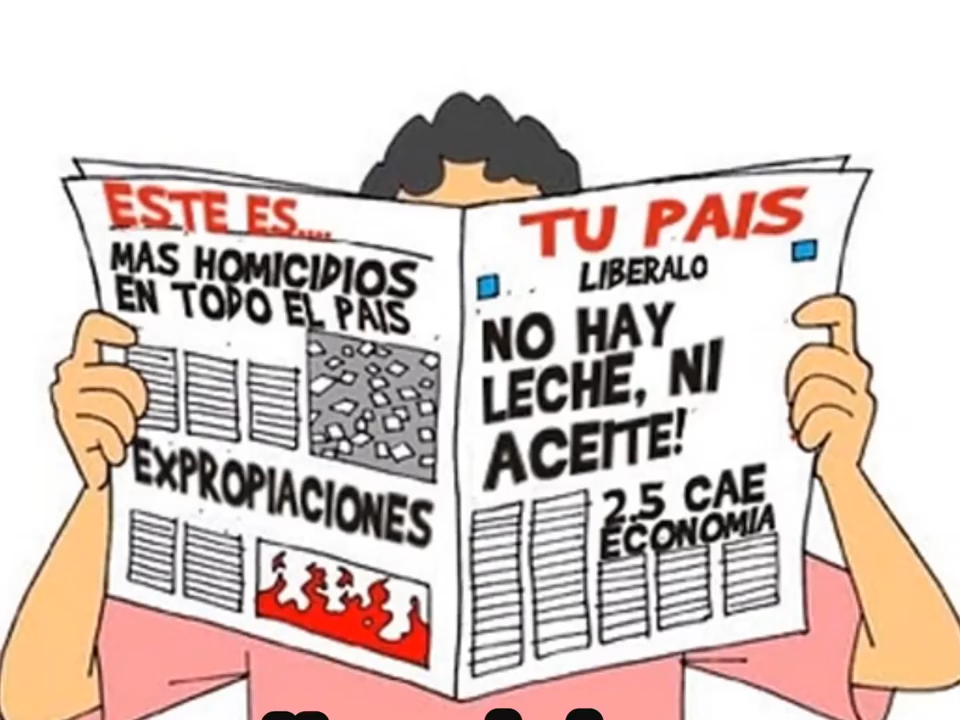 ESTE ES....
MAS HOMICIDIOS
EN TODO EL PAIS
EXPROPIACIONES
TU PAIS
LIBERALO
NO HAY
LECHE, NI
ACEITE!
2.5 CAE
ECONOMIA